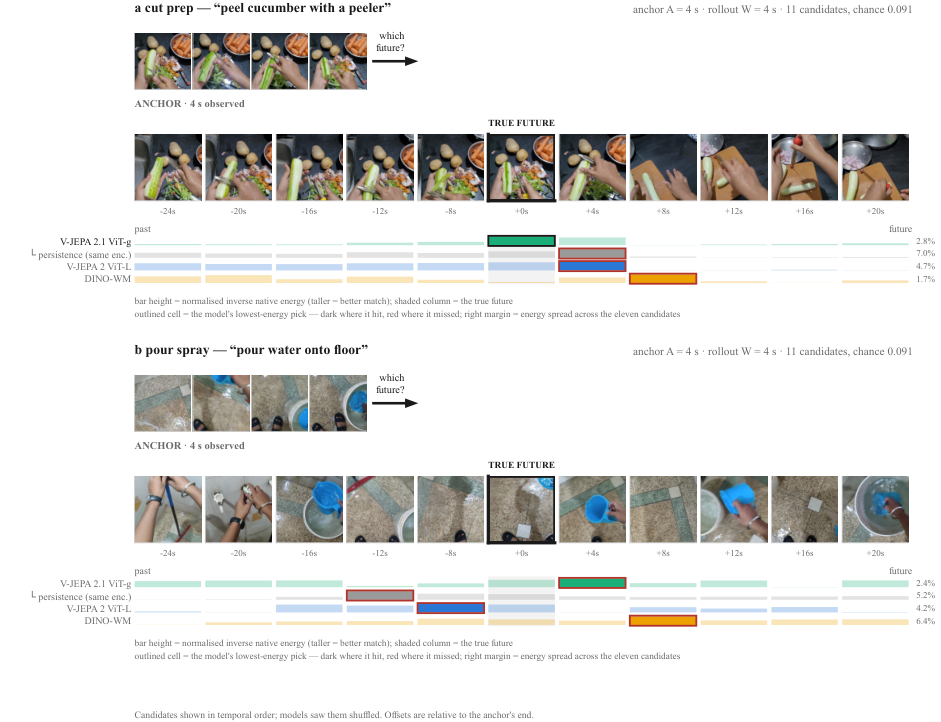 a cut prep — “peel cucumber with a peeler”
anchor A = 4 s · rollout W = 4 s · 11 candidates, chance 0.091
which
future?
ANCHOR · 4 s observed
TRUE FUTURE
-24s -20s -16s -12s -8s +0s +4s +8s +12s +16s +20s
past future
V-JEPA 2.1 ViT-g 2.8%
└ persistence (same enc.) 7.0%
V-JEPA 2 ViT-L 4.7%
DINO-WM 1.7%
bar height = normalised inverse native energy (taller = better match); shaded column = the true future
outlined cell = the model's lowest-energy pick — dark where it hit, red where it missed; right margin = energy spread across the eleven candidates
b pour spray — “pour water onto floor”
anchor A = 4 s · rollout W = 4 s · 11 candidates, chance 0.091
which
future?
ANCHOR · 4 s observed
TRUE FUTURE
-24s -20s -16s -12s -8s +0s +4s +8s +12s +16s +20s
past future
V-JEPA 2.1 ViT-g 2.4%
└ persistence (same enc.) 5.2%
V-JEPA 2 ViT-L 4.2%
DINO-WM 6.4%
bar height = normalised inverse native energy (taller = better match); shaded column = the true future
outlined cell = the model's lowest-energy pick — dark where it hit, red where it missed; right margin = energy spread across the eleven candidates
Candidates shown in temporal order; models saw them shuffled. Offsets are relative to the anchor's end.